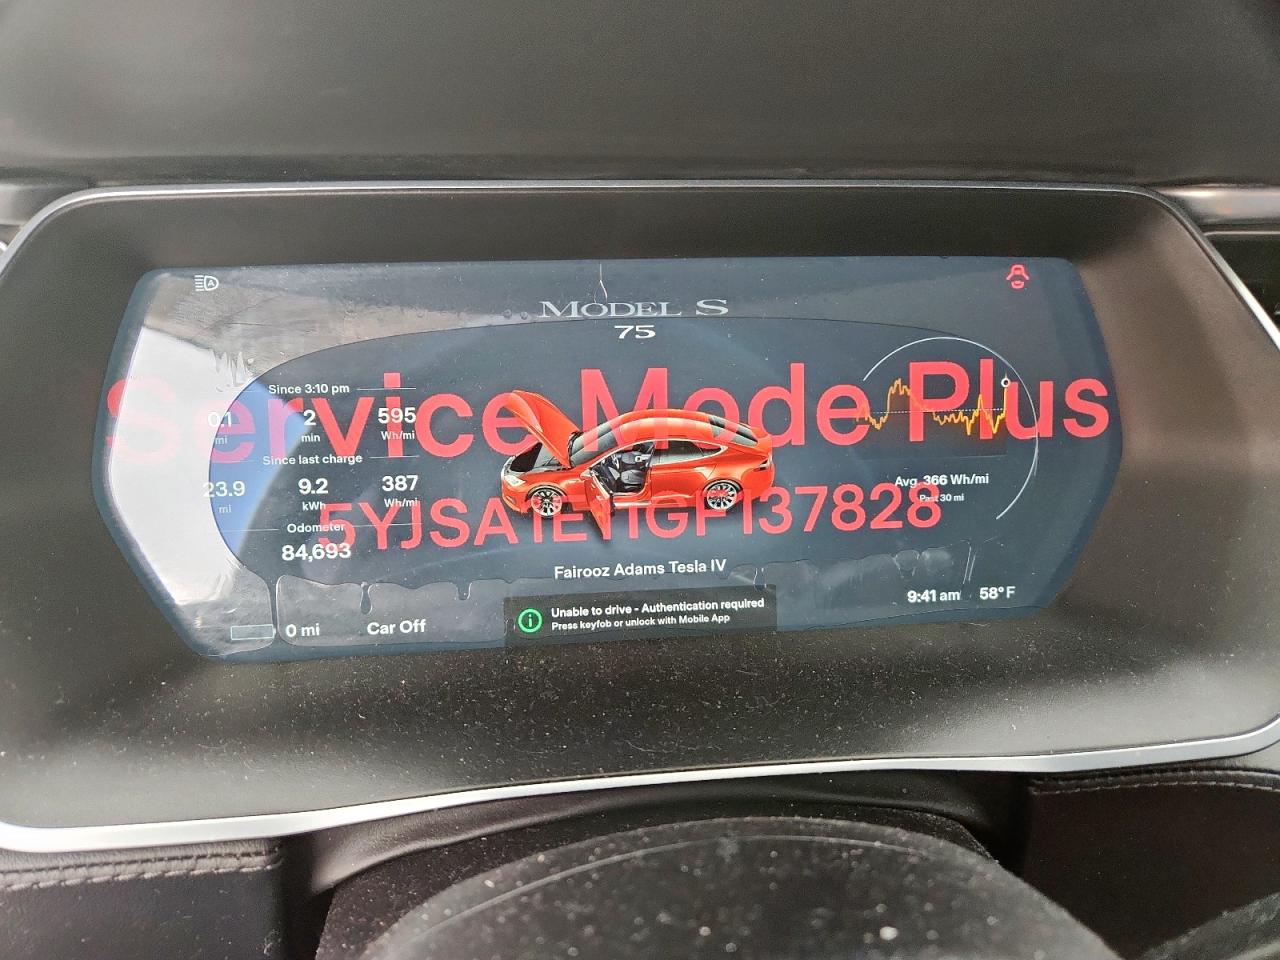 MODEL S
75
Service Mode Plus
Since 3:10 pm
0.1 2 595
mi min Wh/mi
Since last charge
23.9 9.2 387
mi kWh Wh/mi
5YJSA1E11GF137828
Odometer
84,693
Avg. 366 Wh/mi
Past 30 mi
Fairooz Adams Tesla IV
Unable to drive - Authentication required
Press keyfob or unlock with Mobile App
0 mi Car Off
9:41 am 58°F